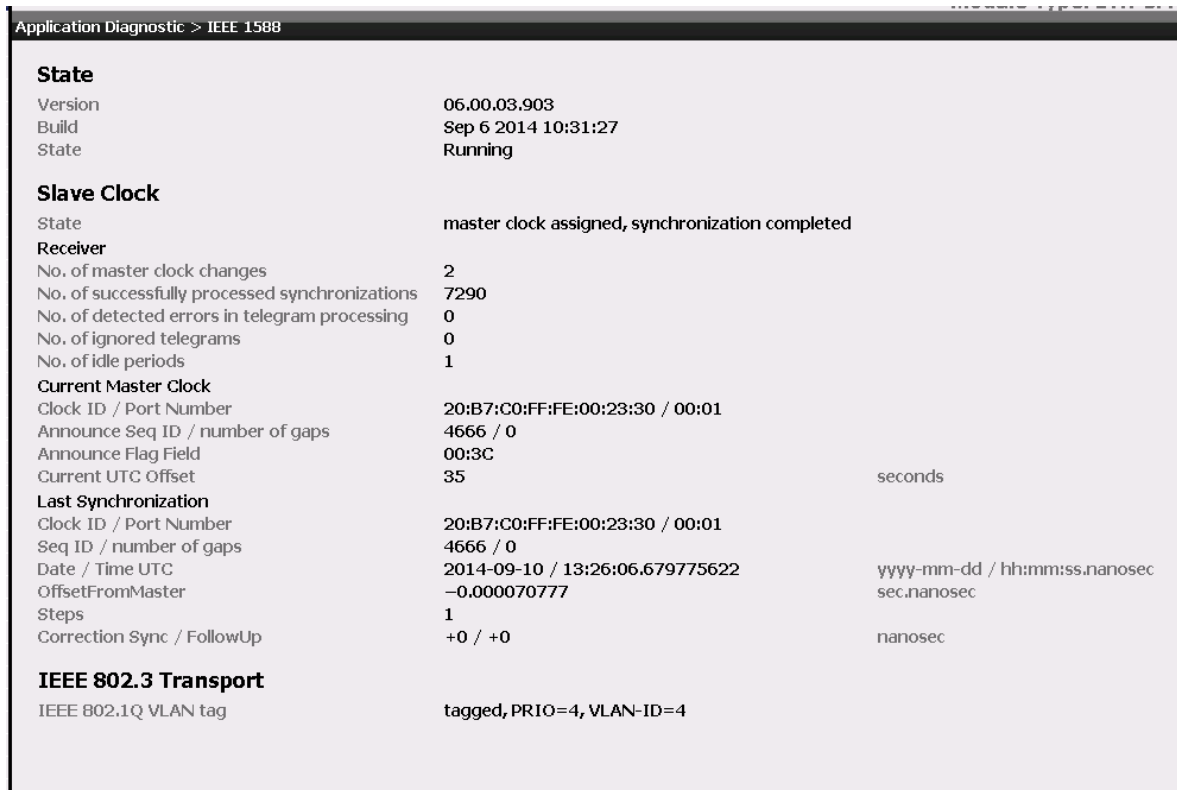 Application Diagnostic > IEEE 1588
State
Version 06.00.03.903
Build Sep 6 2014 10:31:27
State Running
Slave Clock
State master clock assigned, synchronization completed
Receiver
No. of master clock changes 2
No. of successfully processed synchronizations 7290
No. of detected errors in telegram processing 0
No. of ignored telegrams 0
No. of idle periods 1
Current Master Clock
Clock ID / Port Number 20:B7:C0:FF:FE:00:23:30 / 00:01
Announce Seq ID / number of gaps 4666 / 0
Announce Flag Field 00:3C
Current UTC Offset 35 seconds
Last Synchronization
Clock ID / Port Number 20:B7:C0:FF:FE:00:23:30 / 00:01
Seq ID / number of gaps 4666 / 0
Date / Time UTC 2014-09-10 / 13:26:06.679775622 yyyy-mm-dd / hh:mm:ss.nanosec
OffsetFromMaster −0.000070777 sec.nanosec
Steps 1
Correction Sync / FollowUp +0 / +0 nanosec
IEEE 802.3 Transport
IEEE 802.1Q VLAN tag tagged, PRIO=4, VLAN-ID=4